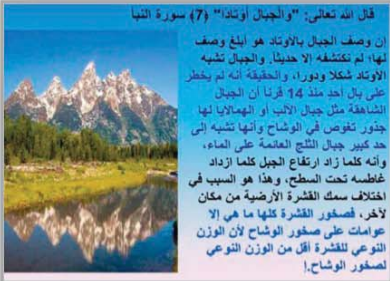 قال الله تعالى: "والجبال أوتادا" (7) سورة النبأ
إن وصف الجبال بالأوتاد هو أبلغ وصف
لها؛ لم نكتشفه إلا حديثا. والجبال تشبه
الأوتاد شكلا ودورا، والحقيقة أنه لم يخطر
على بال أحد منذ 14 قرنا أن الجبال
الشاهقة مثل جبال الألب أو الهمالايا لها
جذور تغوص في الوشاح وأنها تشبه إلى
حد كبير جبال الثلج العائمة على الماء،
وأنه كلما زاد ارتفاع الجبل كلما ازداد
غاطسه تحت السطح، وهذا هو السبب في
اختلاف سمك القشرة الأرضية من مكان
لآخر، فصخور القشرة كلها ما هي إلا
عوامات على صخور الوشاح لأن الوزن
النوعي للقشرة أقل من الوزن النوعي
لصخور الوشاح.إ